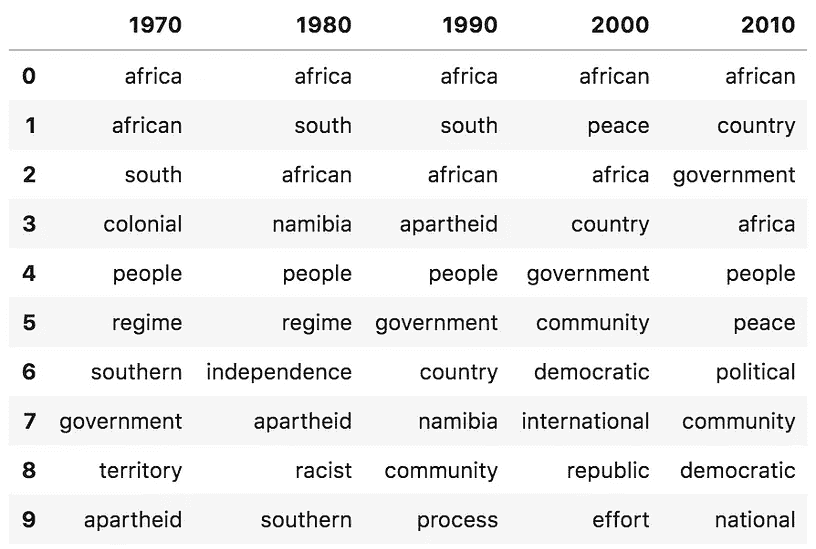 1970 1980 1990 2000 2010
0 africa africa africa african african
1 african south south peace country
2 south african african africa government
3 colonial namibia apartheid country africa
4 people people people government people
5 regime regime government community peace
6 southern independence country democratic political
7 government apartheid namibia international community
8 territory racist community republic democratic
9 apartheid southern process effort national